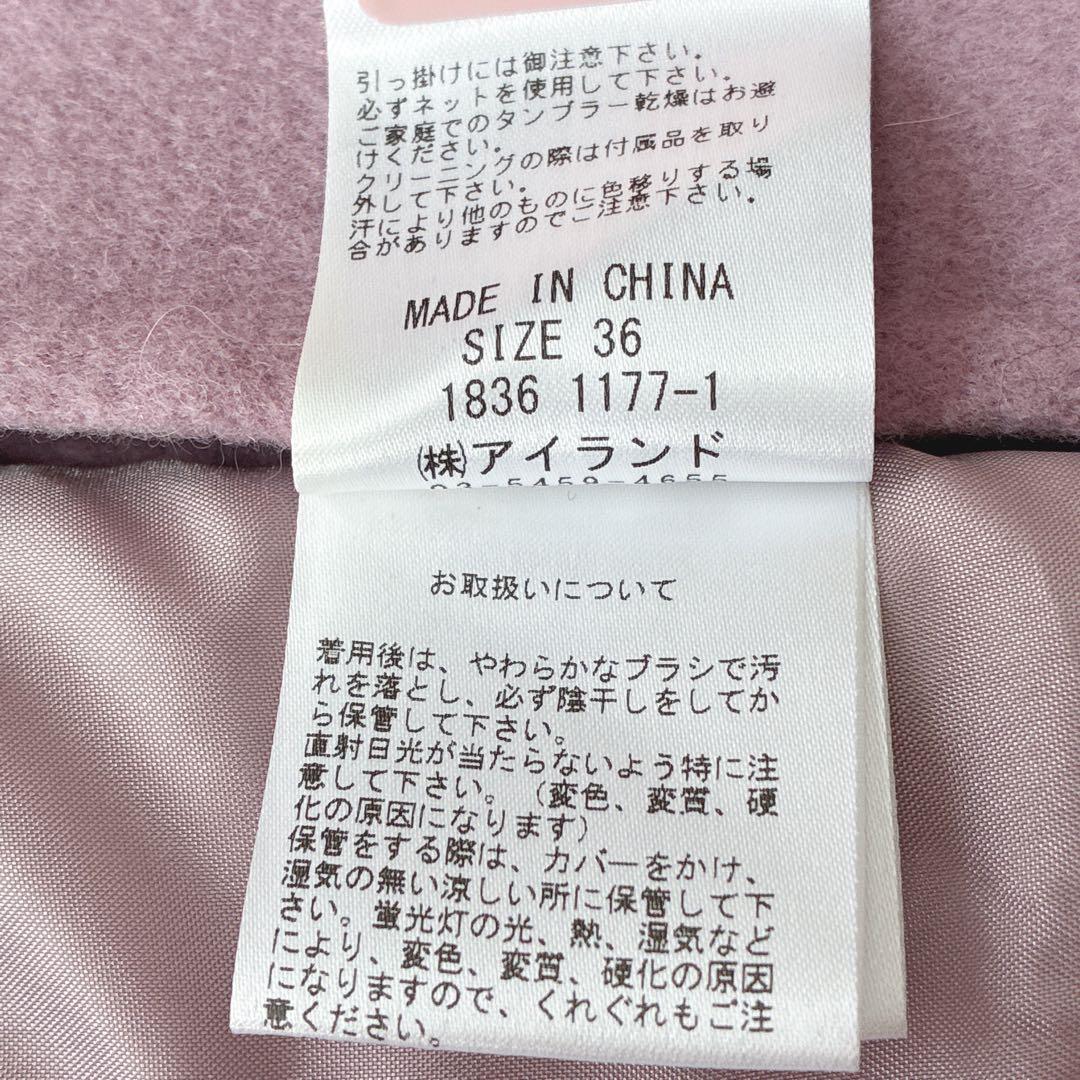 引っ掛けには御注意下さい。
必ずネットを使用して下さい。
ご家庭でのタンブラー乾燥はお避
けください。
クリーニングの際は付属品を取り
外して下さい。
汗により他のものに色移りする場
合がありますのでご注意下さい。
MADE IN CHINA
SIZE 36
1836 1177-1
㈱アイランド
03-5459-4655
お取扱いについて
着用後は、やわらかなブラシで汚
れを落とし、必ず陰干しをしてか
ら保管して下さい。
直射日光が当たらないよう特に注
意して下さい。（変色、変質、硬
化の原因になります）
保管をする際は、カバーをかけ、
湿気の無い涼しい所に保管して下
さい。蛍光灯の光、熱、湿気など
により、変色、変質、硬化の原因
になりますので、くれぐれもご注
意ください。